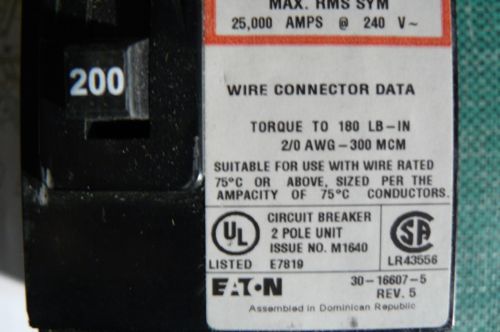 MAX. RMS SYM
25,000 AMPS @ 240 V~
200
WIRE CONNECTOR DATA
TORQUE TO 180 LB-IN
2/0 AWG-300 MCM
SUITABLE FOR USE WITH WIRE RATED
75°C OR ABOVE, SIZED PER THE
AMPACITY OF 75°C CONDUCTORS.
UL
LISTED
CIRCUIT BREAKER
2 POLE UNIT
ISSUE NO. M1640
E7819
SA
LR43556
EATON
30-16607-5
REV. 5
Assembled in Dominican Republic